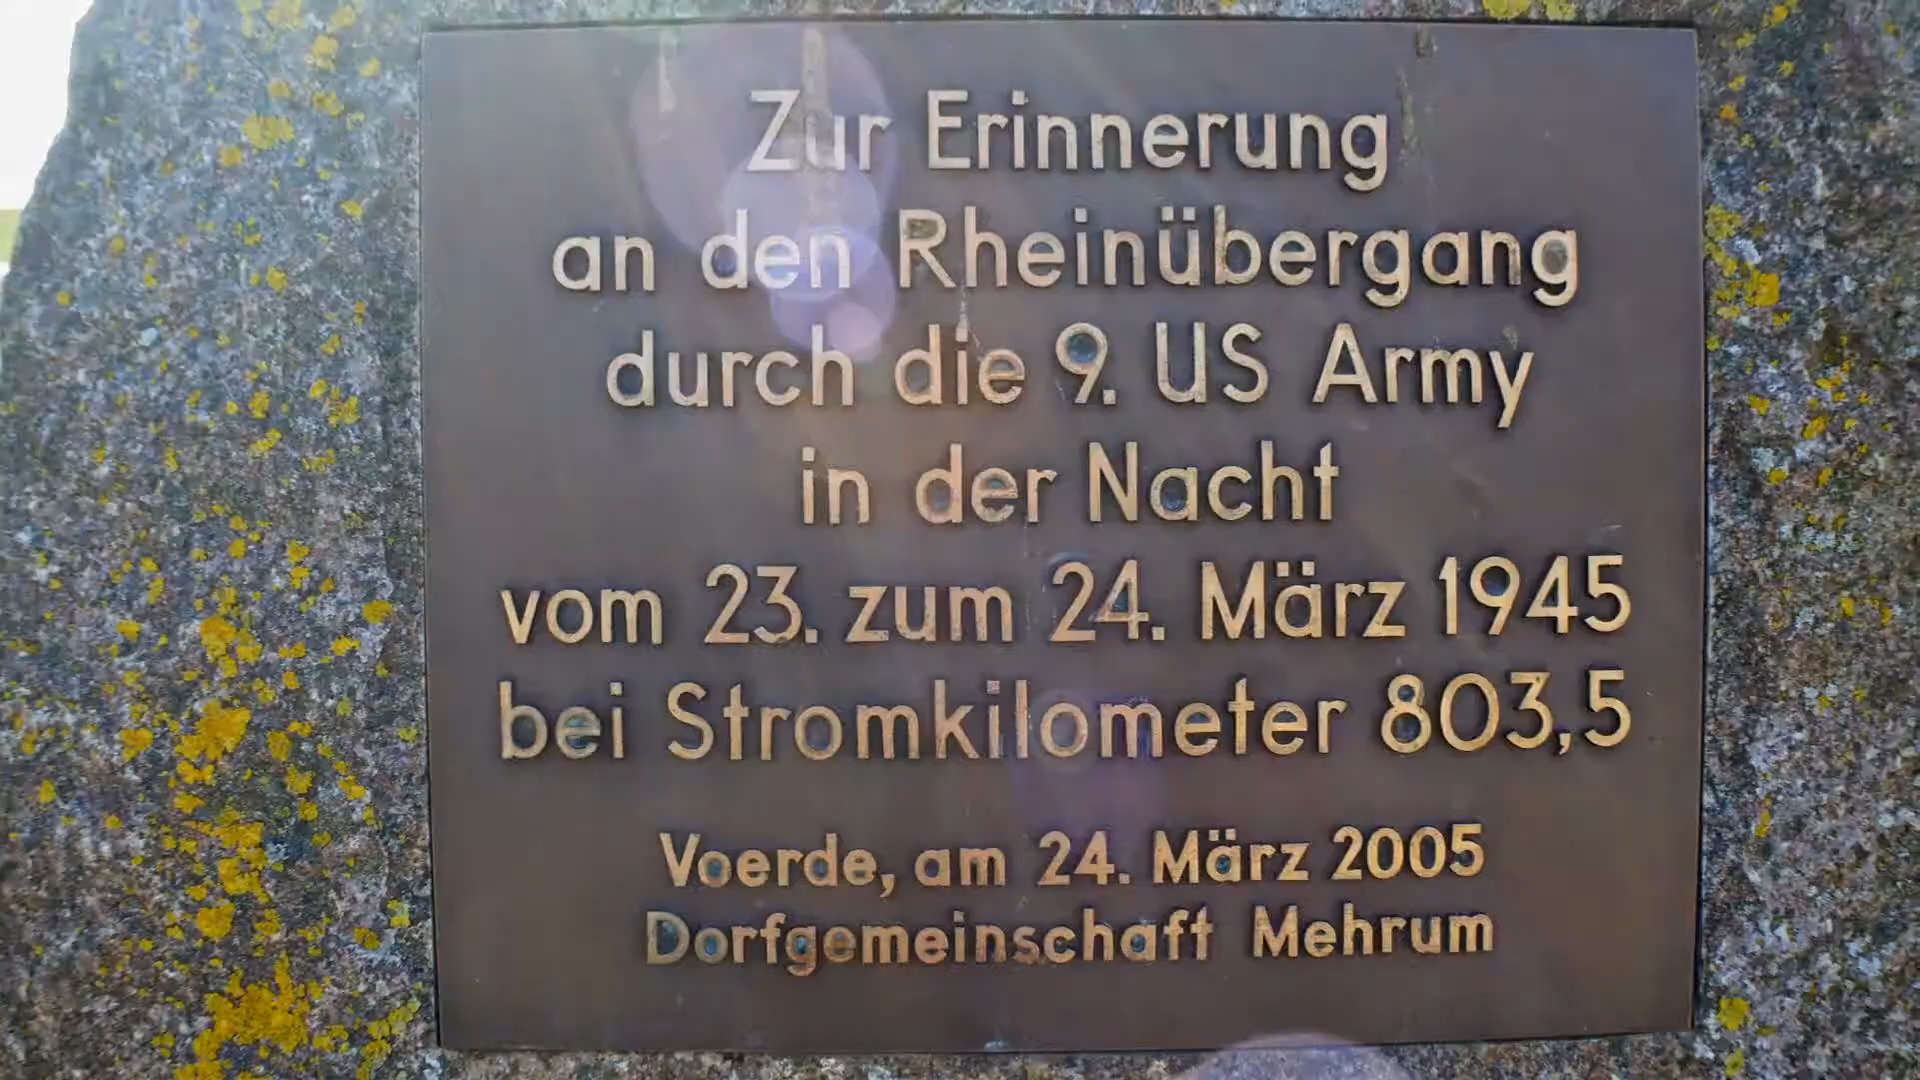 Zur Erinnerung
an den Rheinübergang
durch die 9. US Army
in der Nacht
vom 23. zum 24. März 1945
bei Stromkilometer 803,5
Voerde, am 24. März 2005
Dorfgemeinschaft Mehrum